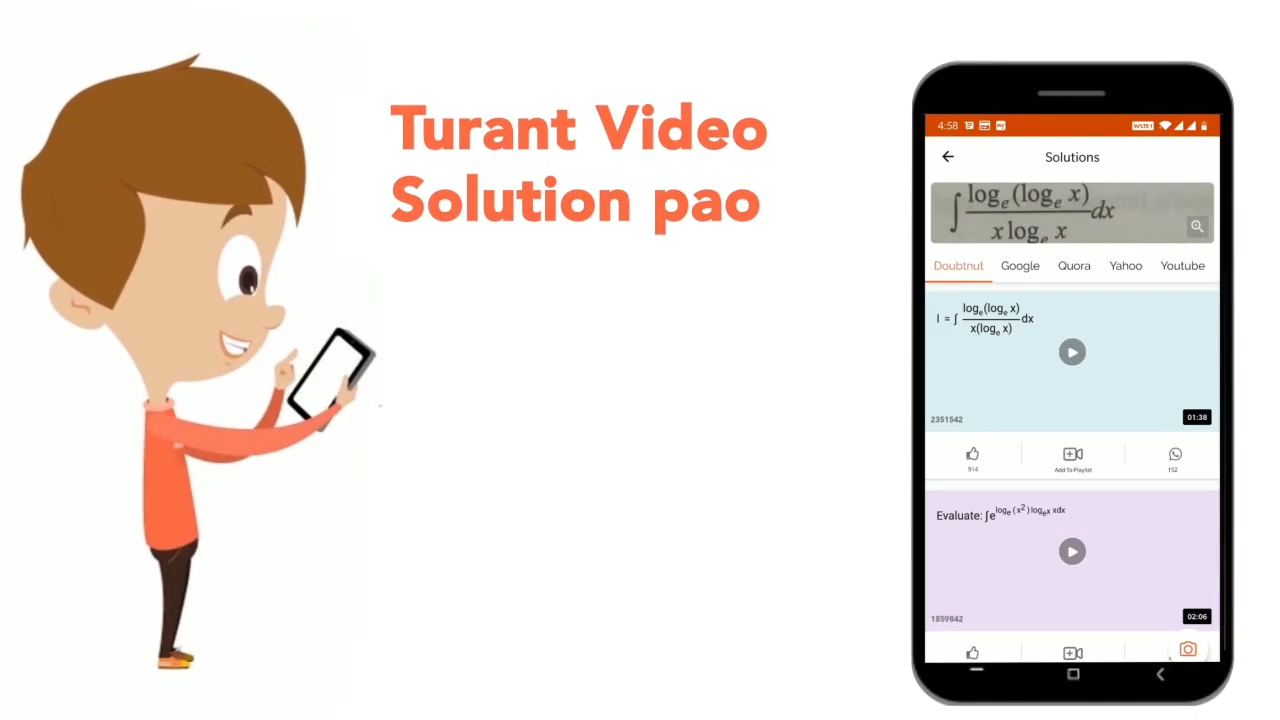 Turant Video
Solution pao
4:58
VoLTE
Solutions
∫ logₑ(logₑ x) / x logₑ x dx
Doubtnut Google Quora Yahoo Youtube
I = ∫ logₑ(logₑ x) / x(logₑ x) dx
2351542 01:38
914 Add To Playlist 152
Evaluate: ∫e^logₑ(x²)logₑx xdx
1859842 02:06